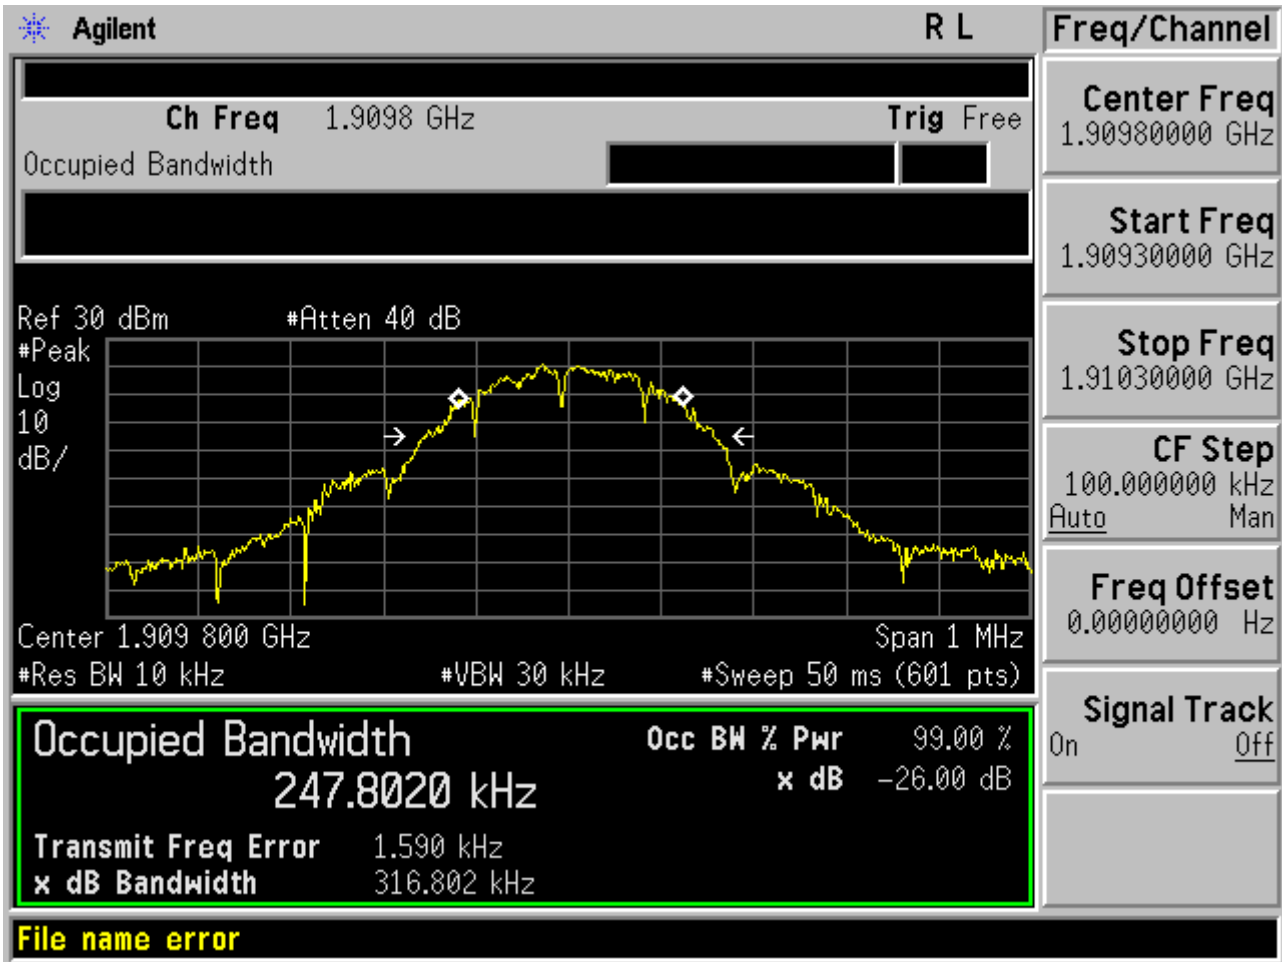 Agilent R L
Ch Freq 1.9098 GHz Trig Free
Occupied Bandwidth
Ref 30 dBm #Atten 40 dB
#Peak
Log
10
dB/
Center 1.909 800 GHz Span 1 MHz
#Res BW 10 kHz #VBW 30 kHz #Sweep 50 ms (601 pts)
Occupied Bandwidth
247.8020 kHz
Occ BW % Pwr 99.00 %
x dB -26.00 dB
Transmit Freq Error 1.590 kHz
x dB Bandwidth 316.802 kHz
File name error
Freq/Channel
Center Freq
1.90980000 GHz
Start Freq
1.90930000 GHz
Stop Freq
1.91030000 GHz
CF Step
100.000000 kHz
Auto Man
Freq Offset
0.00000000 Hz
Signal Track
On Off